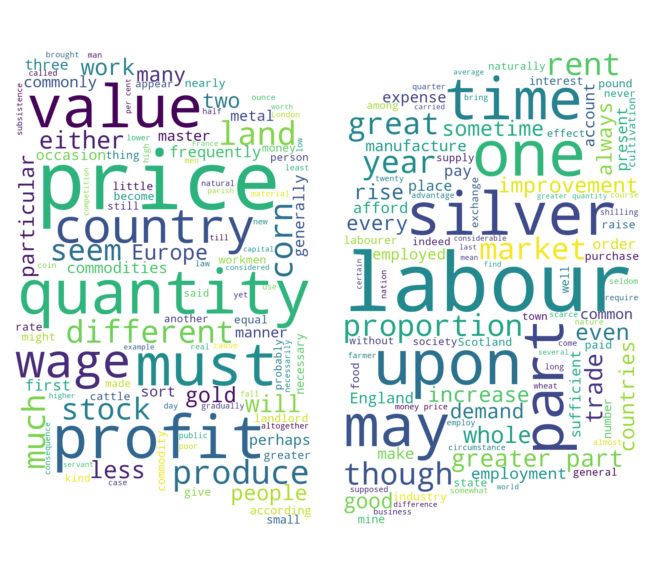 brought man
three work many
called appear nearly
commonly
subsistence
value two
per cent half
ounce
worth
metal London
either master land
lower France
occasion thing frequently money low
high men
person
particular
price
competition
little natural parish least
become material
still
generally
country new
corn
seem Europe till capital
workmen
commodities law considered
coin said use
quantity yet
rate another equal
might different manner
example real cause
wage must
probably
necessarily
necessary
first made sort gold fall will
higher cattle day gradually landlord
much stock
consequence
public altogether
profit perhaps
servant poor
less commodity greater
kind case produce
give people
according
small
average naturally rent
quarter interest pound
among expense bring time never
carried account
great sometime effect always
present
cultivation
manufacture one
year supply
twenty greater quantity course
rise place pay improvement
advantage exchange shilling
afford silver raise
every considerable
labourer indeed last market order
employed mean purchase
certain find well seldom
nation labour require
proportion town scarce common
nature even
without society Scotland come paid
farmer several
food upon part long trade
England wheat sufficient
number
countries
money price increase
may demand employ whole almost
circumstance
make greater part
though employment general
state somewhat
supposed industry world
good difference
business
mine